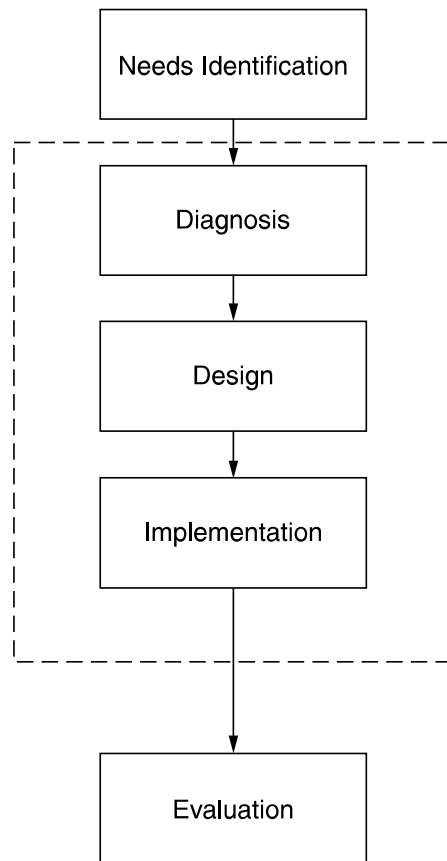 Needs Identification
Diagnosis
Design
Implementation
Evaluation